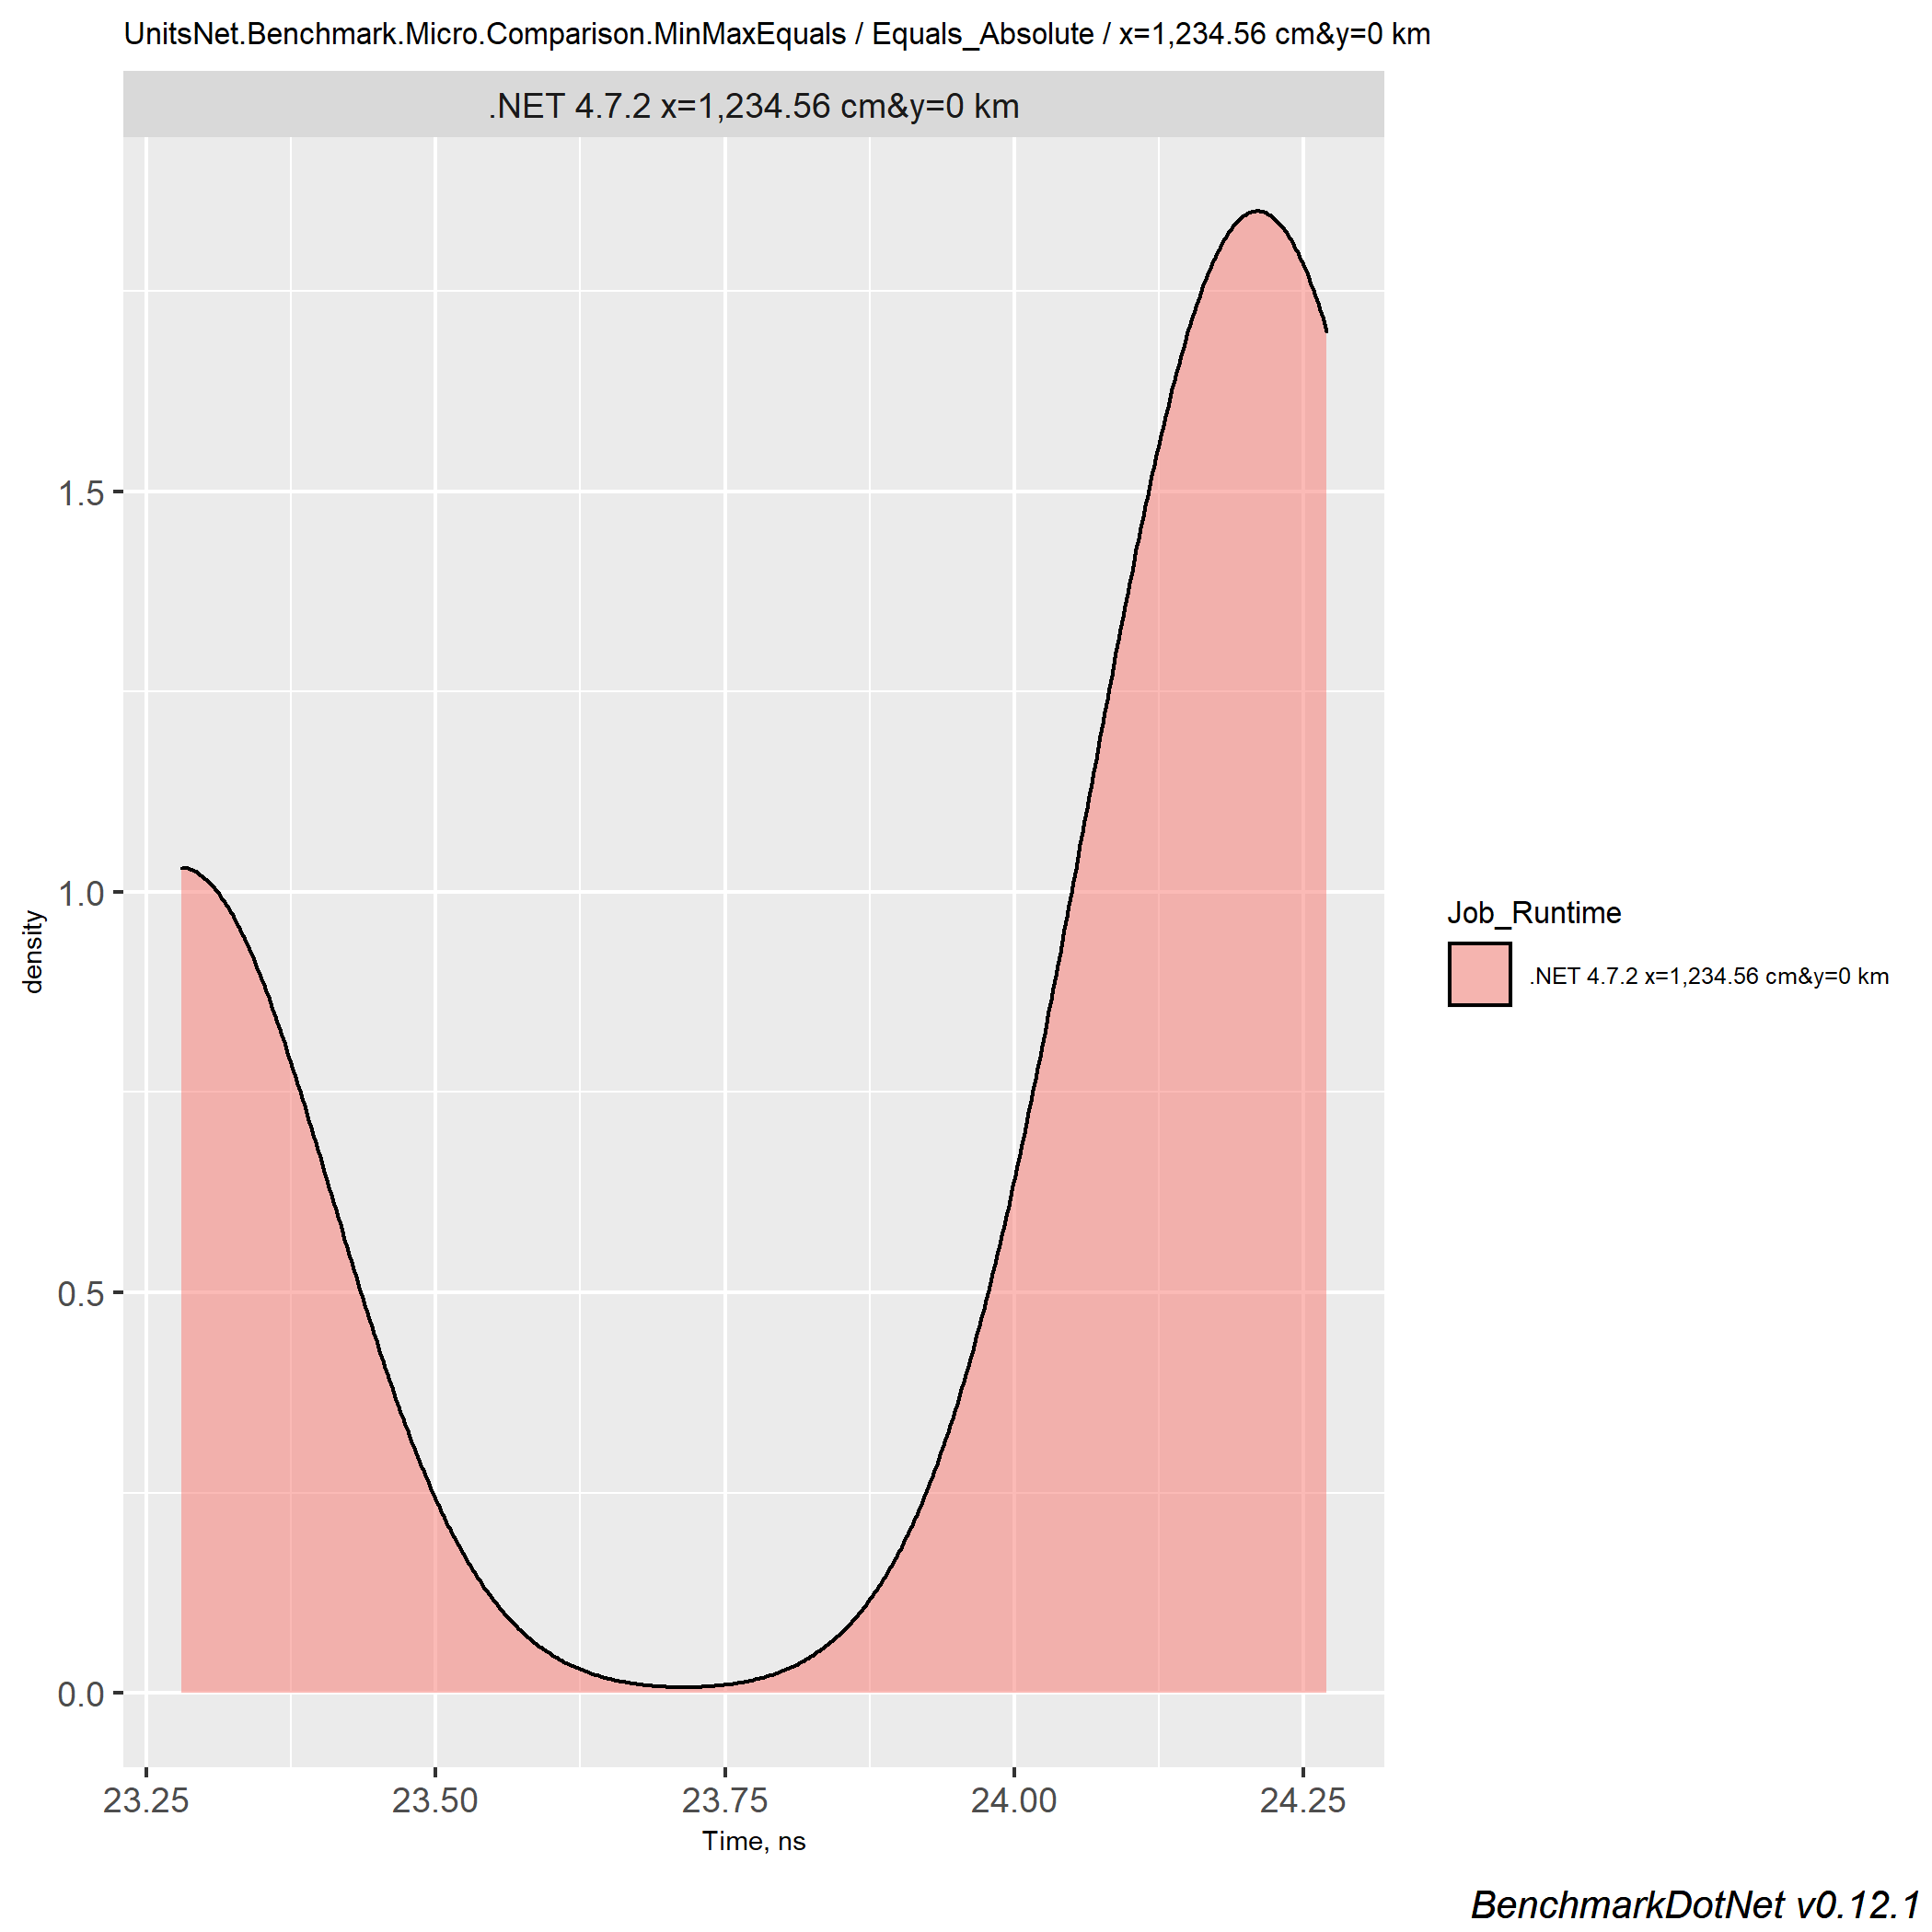 UnitsNet.Benchmark.Micro.Comparison.MinMaxEquals / Equals_Absolute / x=1,234.56 cm&y=0 km
.NET 4.7.2 x=1,234.56 cm&y=0 km
1.5
1.0
0.5
0.0
density
23.25 23.50 23.75 24.00 24.25
Time, ns
Job_Runtime
.NET 4.7.2 x=1,234.56 cm&y=0 km
BenchmarkDotNet v0.12.1